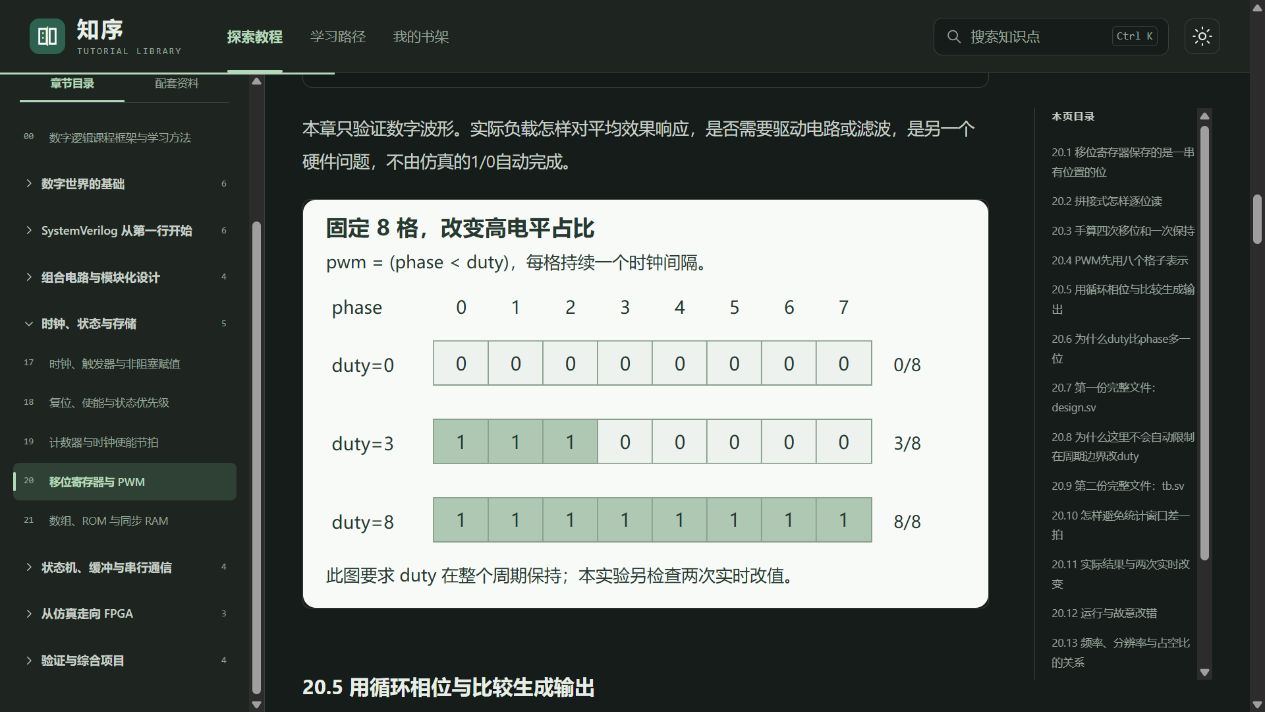 知序
TUTORIAL LIBRARY
探索教程
学习路径
我的书架
搜索知识点
Ctrl K
章节目录
配套资料
00 数字逻辑课程框架与学习方法
数字世界的基础 6
SystemVerilog 从第一行开始 6
组合电路与模块化设计 4
时钟、状态与存储 5
17 时钟、触发器与非阻塞赋值
18 复位、使能与状态优先级
19 计数器与时钟使能节拍
20 移位寄存器与 PWM
21 数组、ROM 与同步 RAM
状态机、缓冲与串行通信 4
从仿真走向 FPGA 3
验证与综合项目 4
本章只验证数字波形。实际负载怎样对平均效果响应，是否需要驱动电路或滤波，是另一个
硬件问题，不由仿真的1/0自动完成。
固定 8 格，改变高电平占比
pwm = (phase < duty)，每格持续一个时钟间隔。
phase 0 1 2 3 4 5 6 7
duty=0 0 0 0 0 0 0 0 0 0/8
duty=3 1 1 1 0 0 0 0 0 3/8
duty=8 1 1 1 1 1 1 1 1 8/8
此图要求 duty 在整个周期保持；本实验另检查两次实时改值。
20.5 用循环相位与比较生成输出
本页目录
20.1 移位寄存器保存的是一串
有位置的位
20.2 拼接式怎样逐位读
20.3 手算四次移位和一次保持
20.4 PWM先用八个格子表示
20.5 用循环相位与比较生成输
出
20.6 为什么duty比phase多一
位
20.7 第一份完整文件：
design.sv
20.8 为什么这里不会自动限制
在周期边界改duty
20.9 第二份完整文件：tb.sv
20.10 怎样避免统计窗口差一
拍
20.11 实际结果与两次实时改
变
20.12 运行与故意改错
20.13 频率、分辨率与占空比
的关系